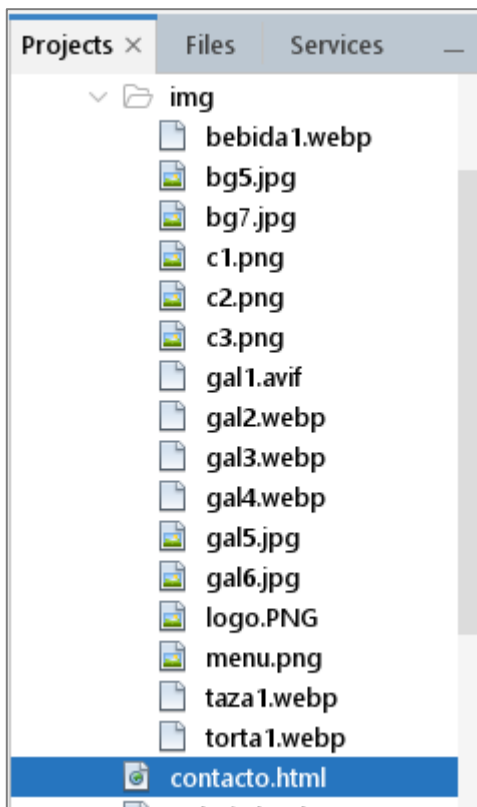 Projects × Files Services
img
bebida1.webp
bg5.jpg
bg7.jpg
c1.png
c2.png
c3.png
gal1.avif
gal2.webp
gal3.webp
gal4.webp
gal5.jpg
gal6.jpg
logo.PNG
menu.png
taza1.webp
torta1.webp
contacto.html